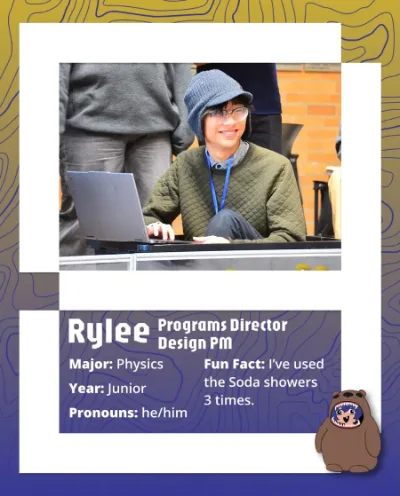 Rylee
Programs Director
Design PM
Major: Physics
Year: Junior
Pronouns: he/him
Fun Fact: I've used
the Soda showers
3 times.